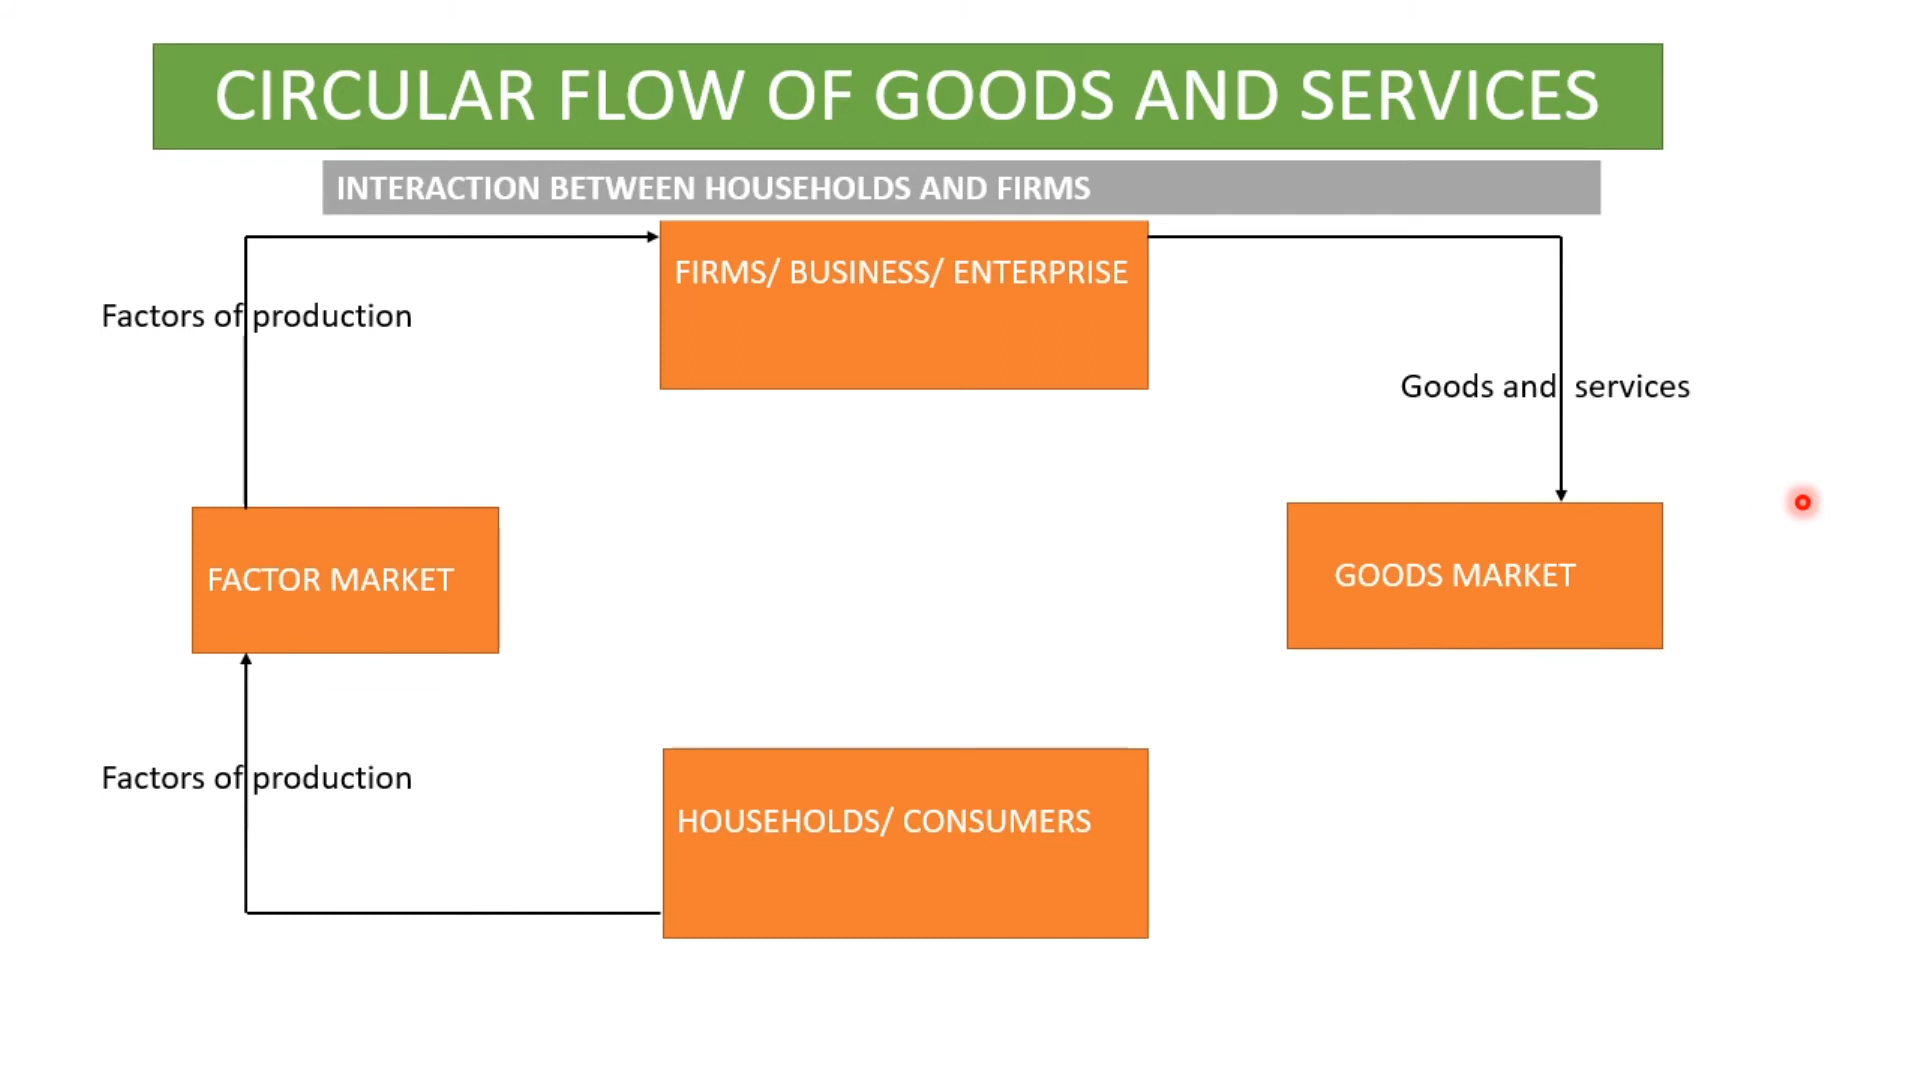 CIRCULAR FLOW OF GOODS AND SERVICES
INTERACTION BETWEEN HOUSEHOLDS AND FIRMS
FIRMS/ BUSINESS/ ENTERPRISE
Factors of production
Goods and services
FACTOR MARKET
GOODS MARKET
Factors of production
HOUSEHOLDS/ CONSUMERS